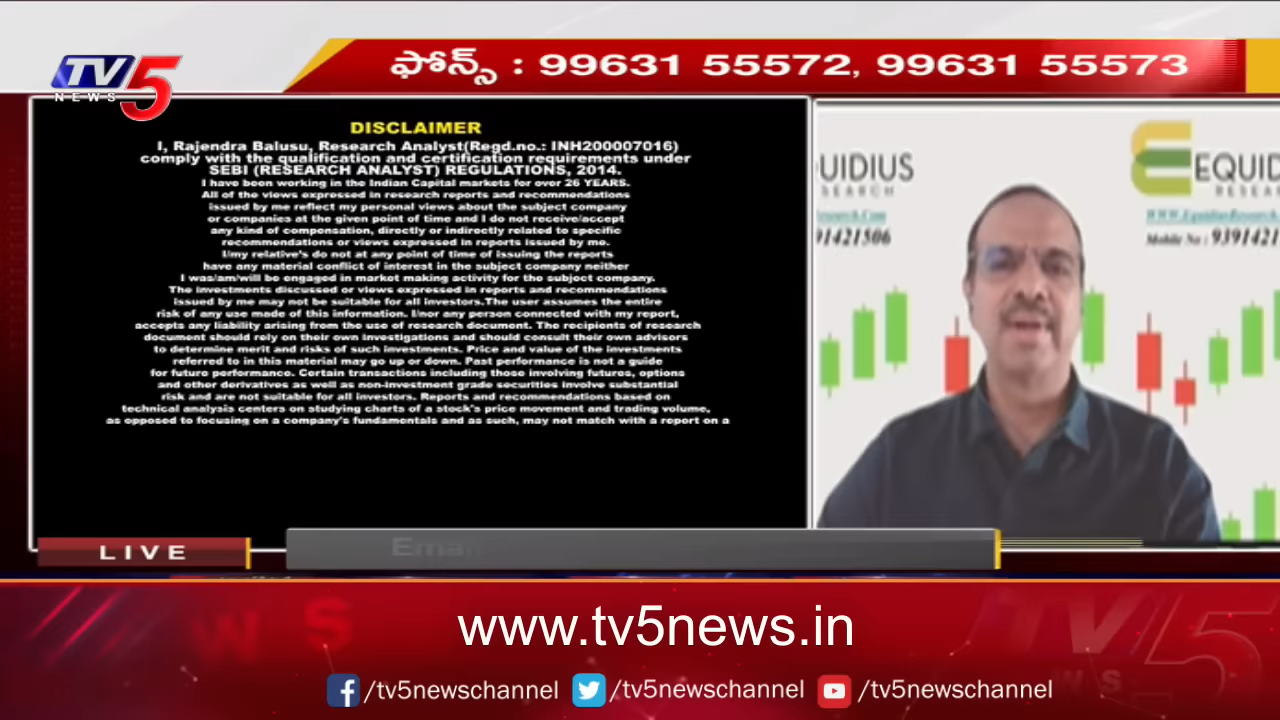 TV5
NEWS
ఫోన్స్ : 99631 55572, 99631 55573
DISCLAIMER
I, Rajendra Balusu, Research Analyst(Regd.no.: INH200007016)
comply with the qualification and certification requirements under
SEBI (RESEARCH ANALYST) REGULATIONS, 2014.
I have been working in the Indian Capital markets for over 26 YEARS.
All of the views expressed in research reports and recommendations
issued by me reflect my personal views about the subject company
or companies at the given point of time and I do not receive/accept
any kind of compensation, directly or indirectly related to specific
recommendations or views expressed in reports issued by me.
I/my relative's do not at any point of time of issuing the reports
have any material conflict of interest in the subject company neither
I was/am/will be engaged in market making activity for the subject company.
The investments discussed or views expressed in reports and recommendations
issued by me may not be suitable for all investors.The user assumes the entire
risk of any use made of this information. I/nor any person connected with my report,
accepts any liability arising from the use of research document. The recipients of research
document should rely on their own investigations and should consult their own advisors
to determine merit and risks of such investments. Price and value of the investments
referred to in this material may go up or down. Past performance is not a guide
for future performance. Certain transactions including those involving futures, options
and other derivatives as well as non-investment grade securities involve substantial
risk and are not suitable for all investors. Reports and recommendations based on
technical analysis centers on studying charts of a stock's price movement and trading volume,
as opposed to focusing on a company's fundamentals and as such, may not match with a report on a
QUIDIUS
SEARCH
91421506
EQUIDIUS
RESEARCH
WWW.EquidiusResearch
Mobile No : 9391421
LIVE
Emai
www.tv5news.in
/tv5newschannel
/tv5newschannel
/tv5newschannel